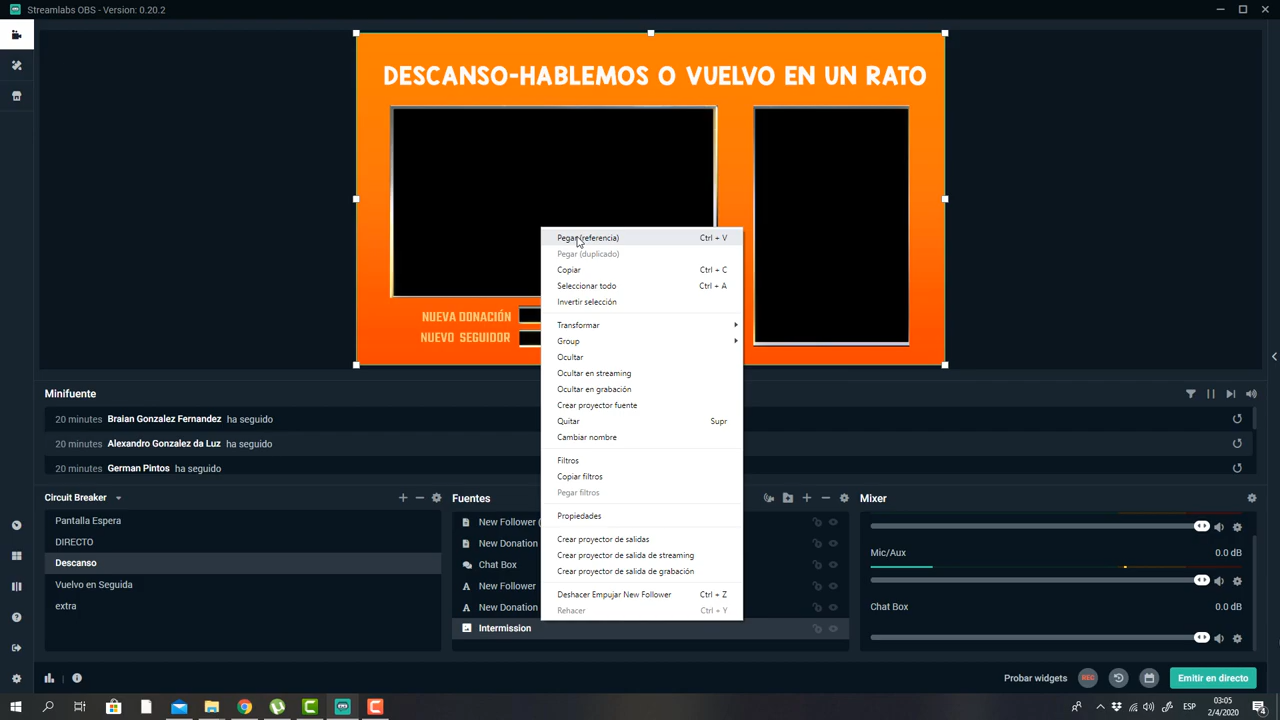 Streamlabs OBS - Version: 0.20.2
DESCANSO-HABLEMOS O VUELVO EN UN RATO
NUEVA DONACIÓN
NUEVO SEGUIDOR
Pegar (referencia) Ctrl + V
Pegar (duplicado)
Copiar Ctrl + C
Seleccionar todo Ctrl + A
Invertir selección
Transformar
Group
Ocultar
Ocultar en streaming
Ocultar en grabación
Crear proyector fuente
Quitar Supr
Cambiar nombre
Filtros
Copiar filtros
Pegar filtros
Propiedades
Crear proyector de salidas
Crear proyector de salida de streaming
Crear proyector de salida de grabación
Deshacer Empujar New Follower Ctrl + Z
Rehacer Ctrl + Y
Minifuente
20 minutes Braian Gonzalez Fernandez ha seguido
20 minutes Alexandro Gonzalez da Luz ha seguido
20 minutes German Pintos ha seguido
Circuit Breaker
Pantalla Espera
DIRECTO
Descanso
Vuelvo en Seguida
extra
Fuentes
New Follower (
New Donation
Chat Box
New Follower
New Donation
Intermission
Mixer
Mic/Aux 0.0 dB
Chat Box 0.0 dB
Probar widgets
REC
Emitir en directo
ESP
03:05
2/4/2020